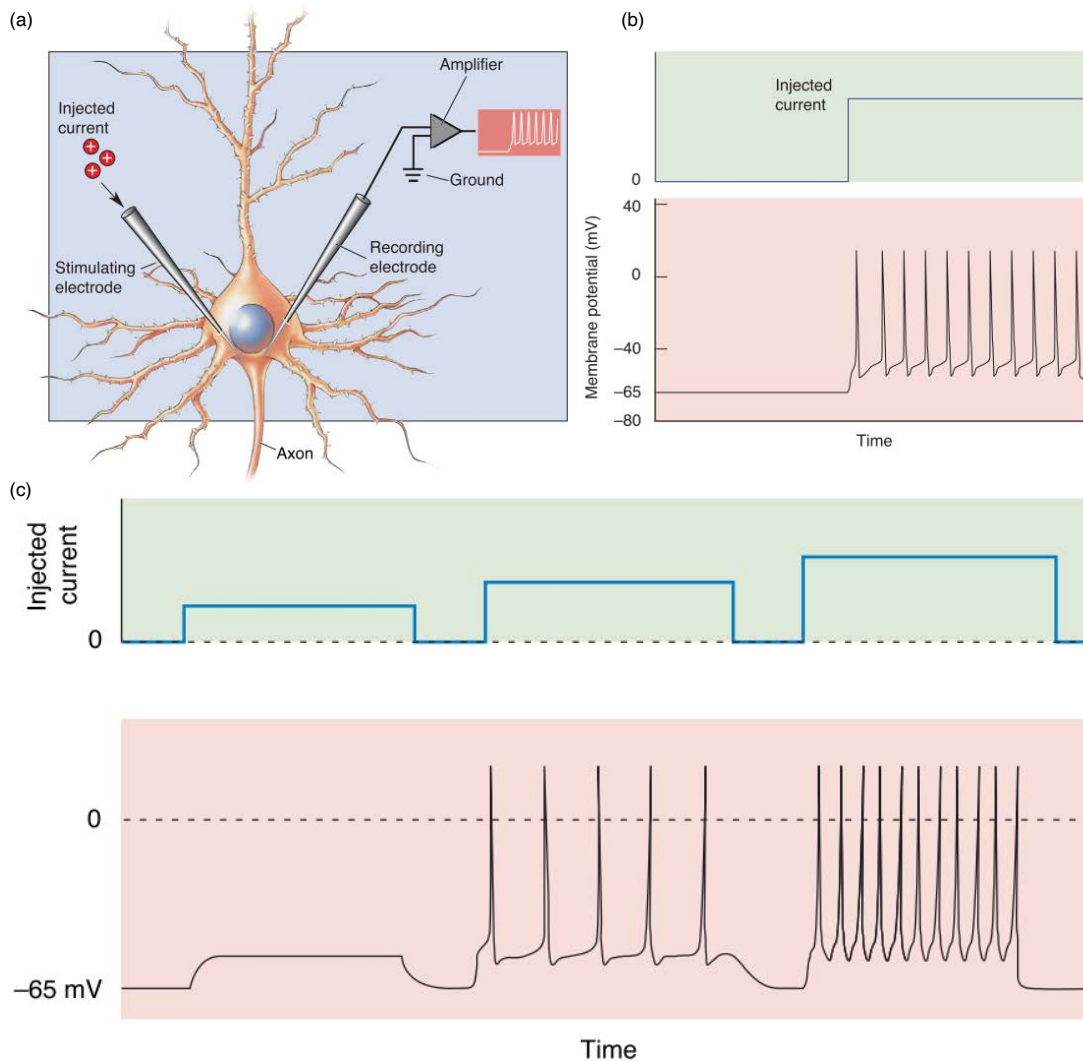 (a)
Injected
current
+
+
+
Amplifier
Ground
Stimulating
electrode
Recording
electrode
Axon
(b)
Injected
current
0
Membrane potential (mV)
40
0
–40
–65
–80
Time
(c)
Injected
current
0
0
–65 mV
Time